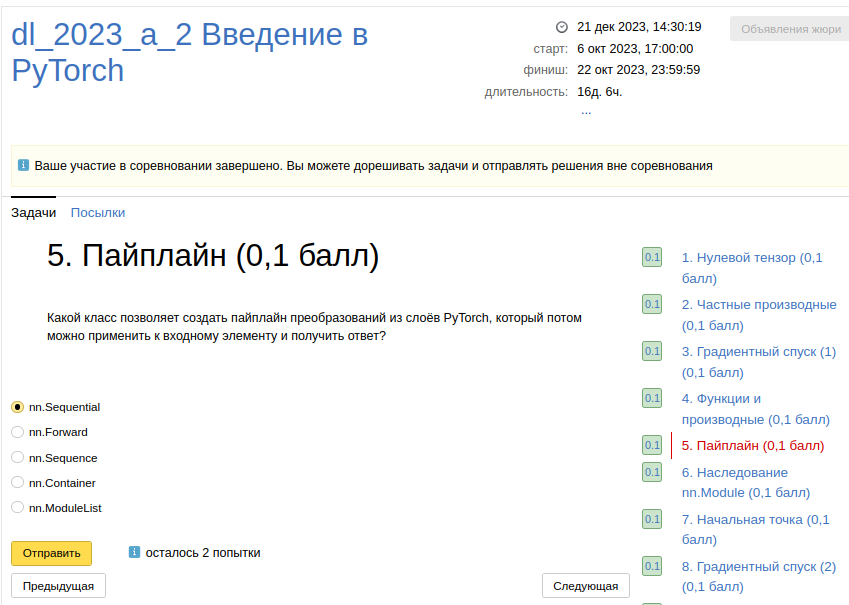 dl_2023_a_2 Введение в
PyTorch
21 дек 2023, 14:30:19
старт: 6 окт 2023, 17:00:00
финиш: 22 окт 2023, 23:59:59
длительность: 16д. 6ч.
...
Объявления жюри
Ваше участие в соревновании завершено. Вы можете дорешивать задачи и отправлять решения вне соревнования
Задачи Посылки
5. Пайплайн (0,1 балл)
Какой класс позволяет создать пайплайн преобразований из слоёв PyTorch, который потом
можно применить к входному элементу и получить ответ?
nn.Sequential
nn.Forward
nn.Sequence
nn.Container
nn.ModuleList
Отправить
осталось 2 попытки
Предыдущая
Следующая
0.1 1. Нулевой тензор (0,1
балл)
0.1 2. Частные производные
(0,1 балл)
0.1 3. Градиентный спуск (1)
(0,1 балл)
0.1 4. Функции и
производные (0,1 балл)
0.1 5. Пайплайн (0,1 балл)
0.1 6. Наследование
nn.Module (0,1 балл)
0.1 7. Начальная точка (0,1
балл)
0.1 8. Градиентный спуск (2)
(0,1 балл)